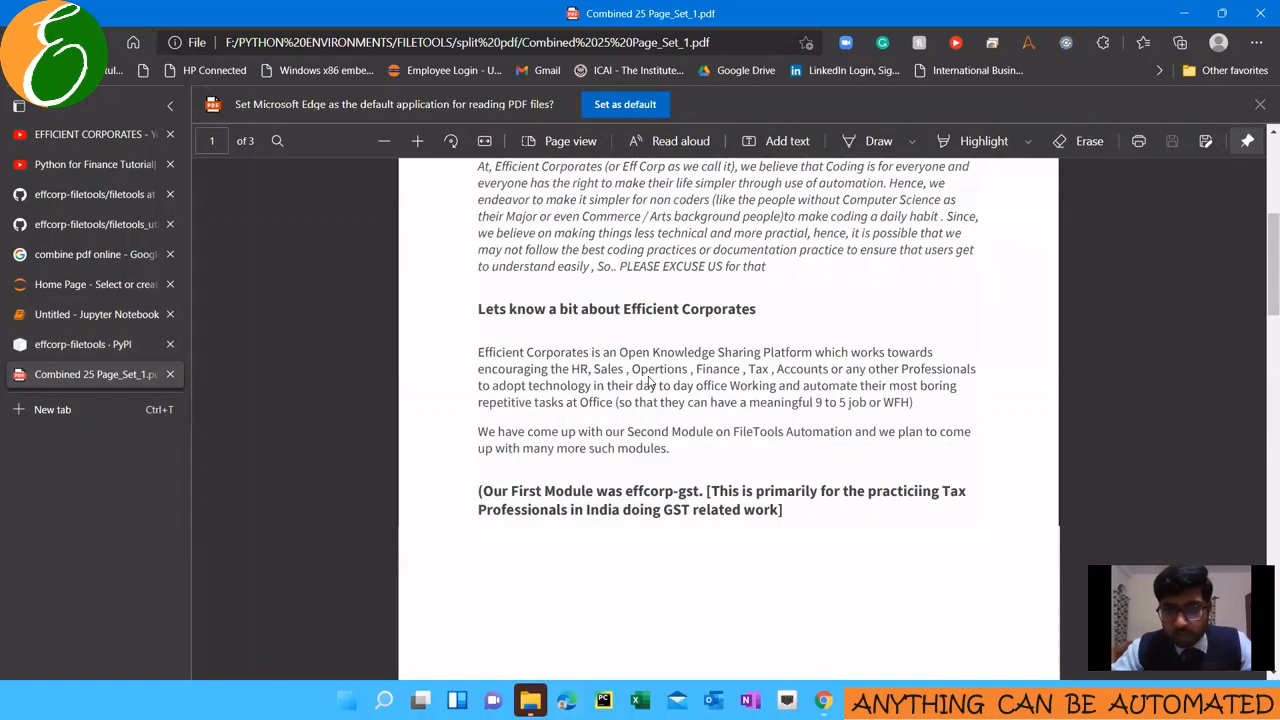 Combined 25 Page_Set_1.pdf
File F:/PYTHON%20ENVIRONMENTS/FILETOOLS/split%20pdf/Combined%2025%20Page_Set_1.pdf
tul... HP Connected Windows x86 embe... Employee Login - U... Gmail ICAI - The Institute... Google Drive LinkedIn Login, Sig... International Busin... Other favorites
Set Microsoft Edge as the default application for reading PDF files? Set as default
1 of 3 Page view Read aloud Add text Draw Highlight Erase
EFFICIENT CORPORATES - Y
Python for Finance Tutorial|
effcorp-filetools/filetools at
effcorp-filetools/filetools_ut
combine pdf online - Google
Home Page - Select or creat
Untitled - Jupyter Notebook
effcorp-filetools · PyPI
Combined 25 Page_Set_1.pd
New tab Ctrl+T
At, Efficient Corporates (or Eff Corp as we call it), we believe that Coding is for everyone and
everyone has the right to make their life simpler through use of automation. Hence, we
endeavor to make it simpler for non coders (like the people without Computer Science as
their Major or even Commerce / Arts background people)to make coding a daily habit . Since,
we believe on making things less technical and more practial, hence, it is possible that we
may not follow the best coding practices or documentation practice to ensure that users get
to understand easily , So.. PLEASE EXCUSE US for that
Lets know a bit about Efficient Corporates
Efficient Corporates is an Open Knowledge Sharing Platform which works towards
encouraging the HR, Sales , Opertions , Finance , Tax , Accounts or any other Professionals
to adopt technology in their day to day office Working and automate their most boring
repetitive tasks at Office (so that they can have a meaningful 9 to 5 job or WFH)
We have come up with our Second Module on FileTools Automation and we plan to come
up with many more such modules.
(Our First Module was effcorp-gst. [This is primarily for the practiciing Tax
Professionals in India doing GST related work]
ANYTHING CAN BE AUTOMATED